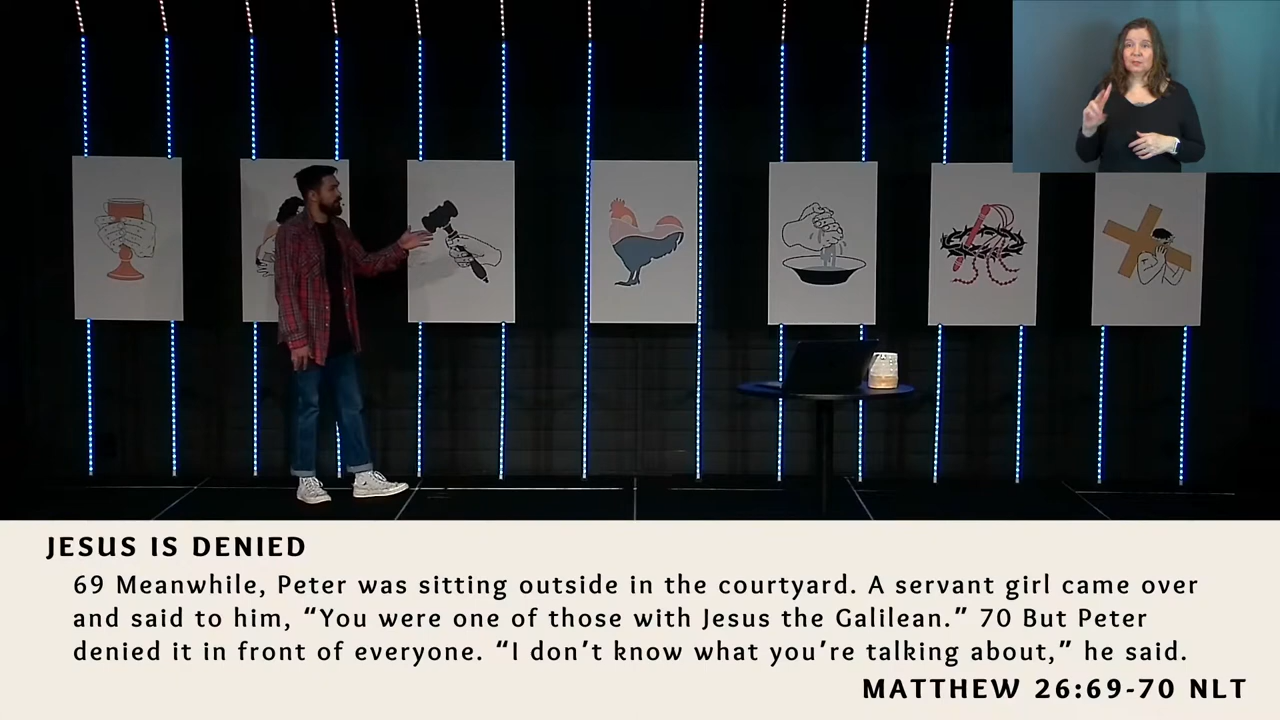 JESUS IS DENIED
69 Meanwhile, Peter was sitting outside in the courtyard. A servant girl came over
and said to him, “You were one of those with Jesus the Galilean.” 70 But Peter
denied it in front of everyone. “I don’t know what you’re talking about,” he said.
MATTHEW 26:69-70 NLT